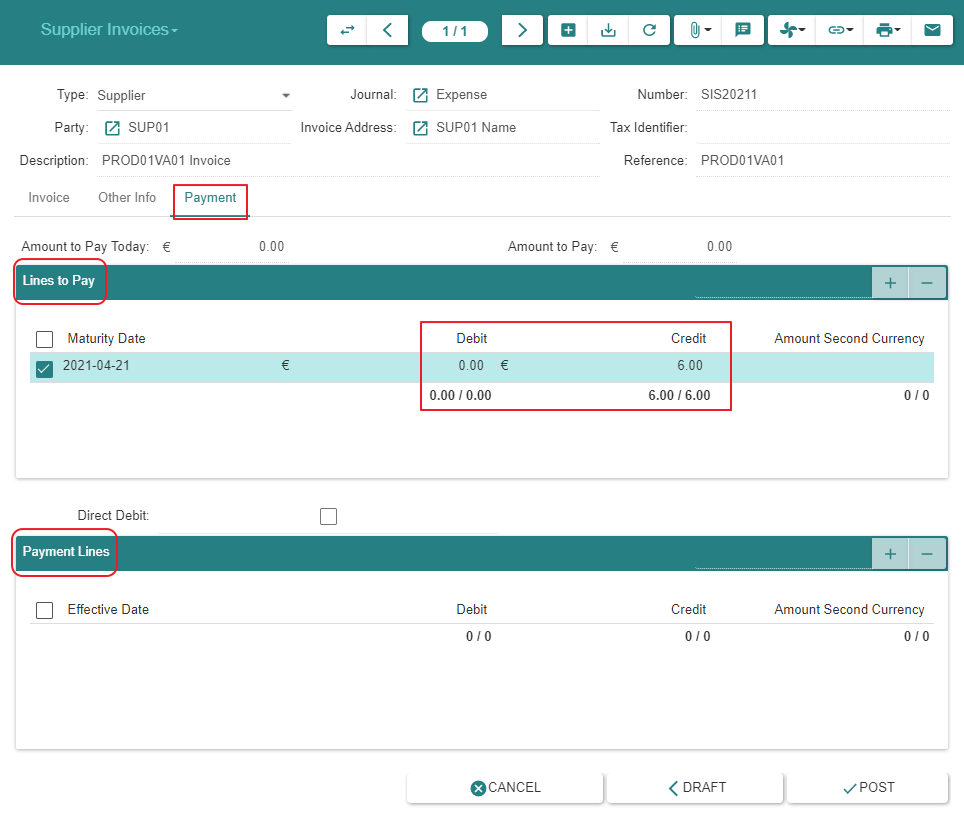 Supplier Invoices
1 / 1
Type: Supplier Journal: Expense Number: SIS20211
Party: SUP01 Invoice Address: SUP01 Name Tax Identifier:
Description: PROD01VA01 Invoice Reference: PROD01VA01
Invoice Other Info Payment
Amount to Pay Today: € 0.00 Amount to Pay: € 0.00
Lines to Pay + −
Maturity Date Debit Credit Amount Second Currency
2021-04-21 € 0.00 € 6.00
0.00 / 0.00 6.00 / 6.00 0 / 0
Direct Debit:
Payment Lines + −
Effective Date Debit Credit Amount Second Currency
0 / 0 0 / 0 0 / 0
CANCEL DRAFT POST